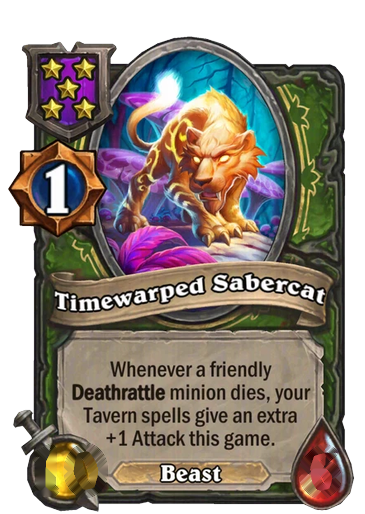 1
Timewarped Sabercat
Whenever a friendly
Deathrattle minion dies, your
Tavern spells give an extra
+1 Attack this game.
Beast